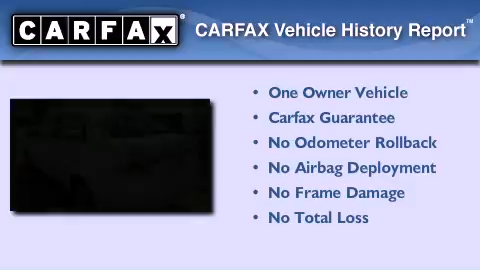 CARFAX® CARFAX Vehicle History Report™
• One Owner Vehicle
• Carfax Guarantee
• No Odometer Rollback
• No Airbag Deployment
• No Frame Damage
• No Total Loss